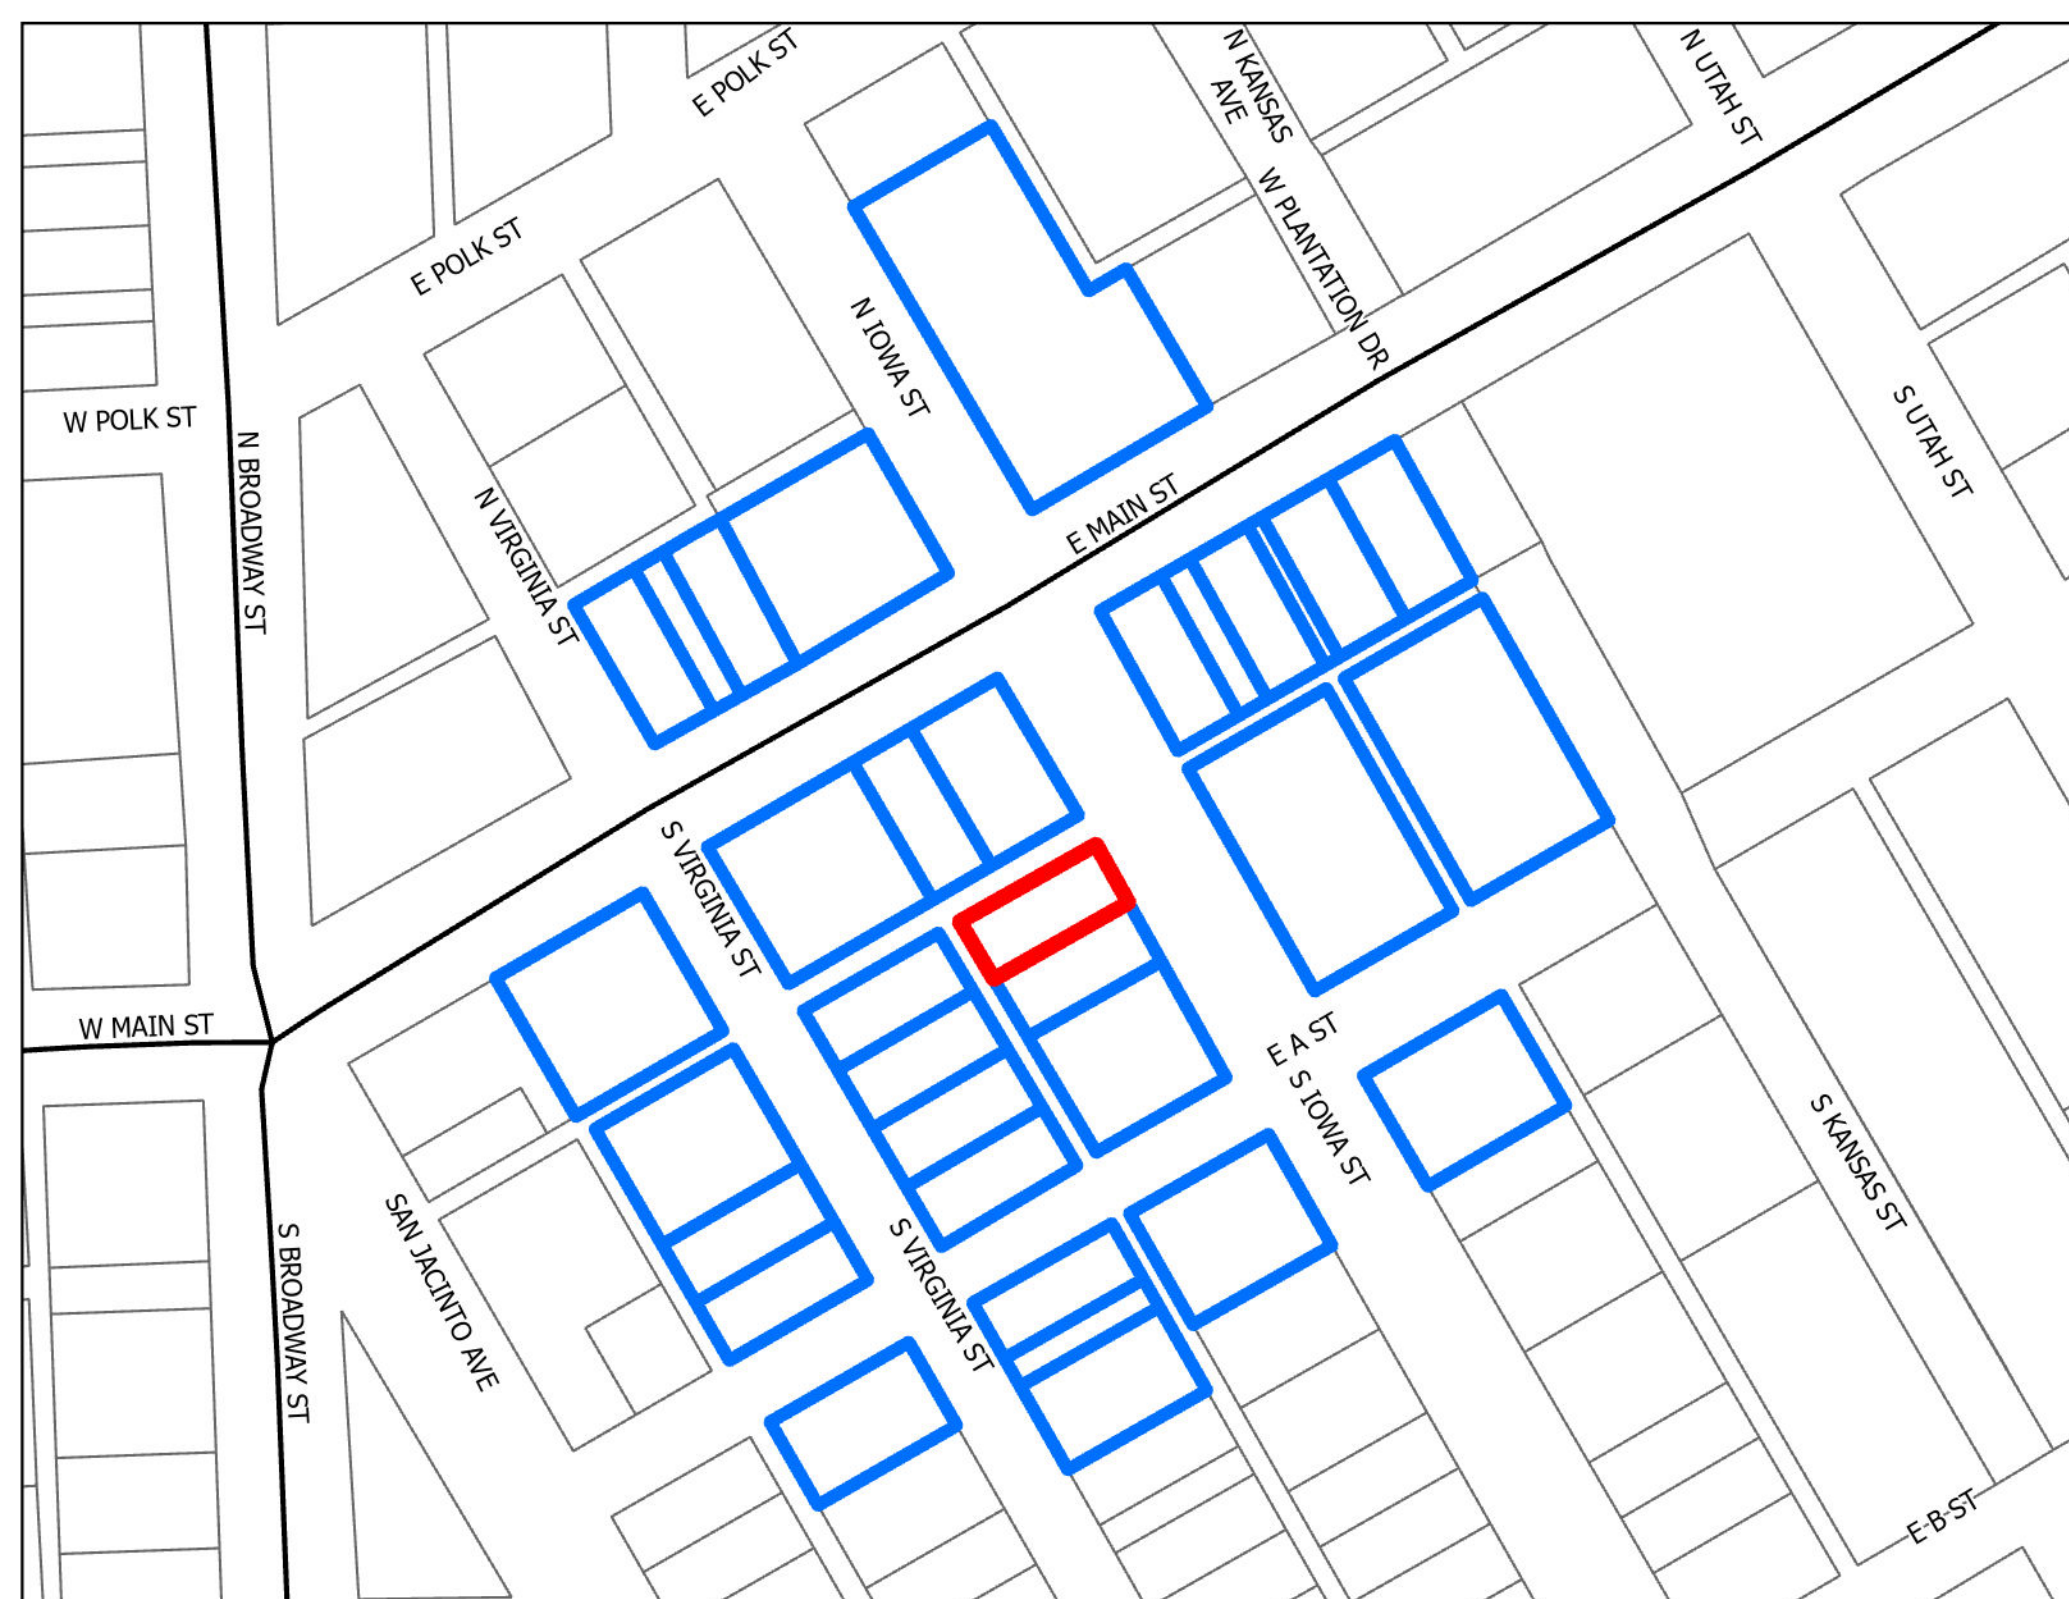 E POLK ST
N KANSAS
AVE
N UTAH ST
E POLK ST
W PLANTATION DR
N IOWA ST
W POLK ST
N BROADWAY ST
S UTAH ST
N VIRGINIA ST
E MAIN ST
S VIRGINIA ST
W MAIN ST
E A ST
S IOWA ST
S KANSAS ST
SAN JACINTO AVE
S BROADWAY ST
S VIRGINIA ST
E B ST